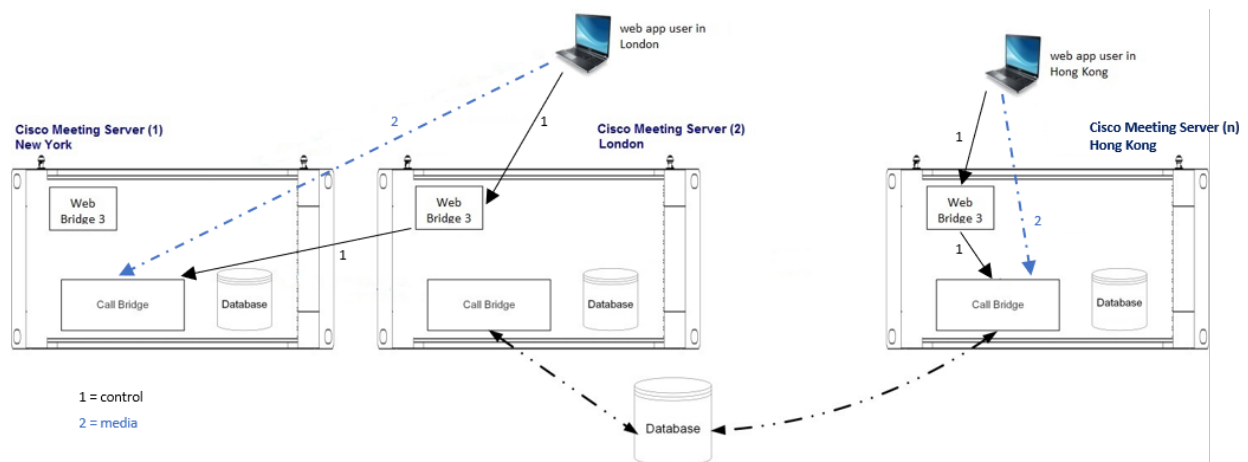 web app user in
London
web app user in
Hong Kong
2
1
1
Cisco Meeting Server (1)
New York
Cisco Meeting Server (2)
London
Cisco Meeting Server (n)
Hong Kong
Web
Bridge 3
Web
Bridge 3
Web
Bridge 3
2
1
1
Call Bridge
Database
Call Bridge
Database
Call Bridge
Database
1 = control
2 = media
Database